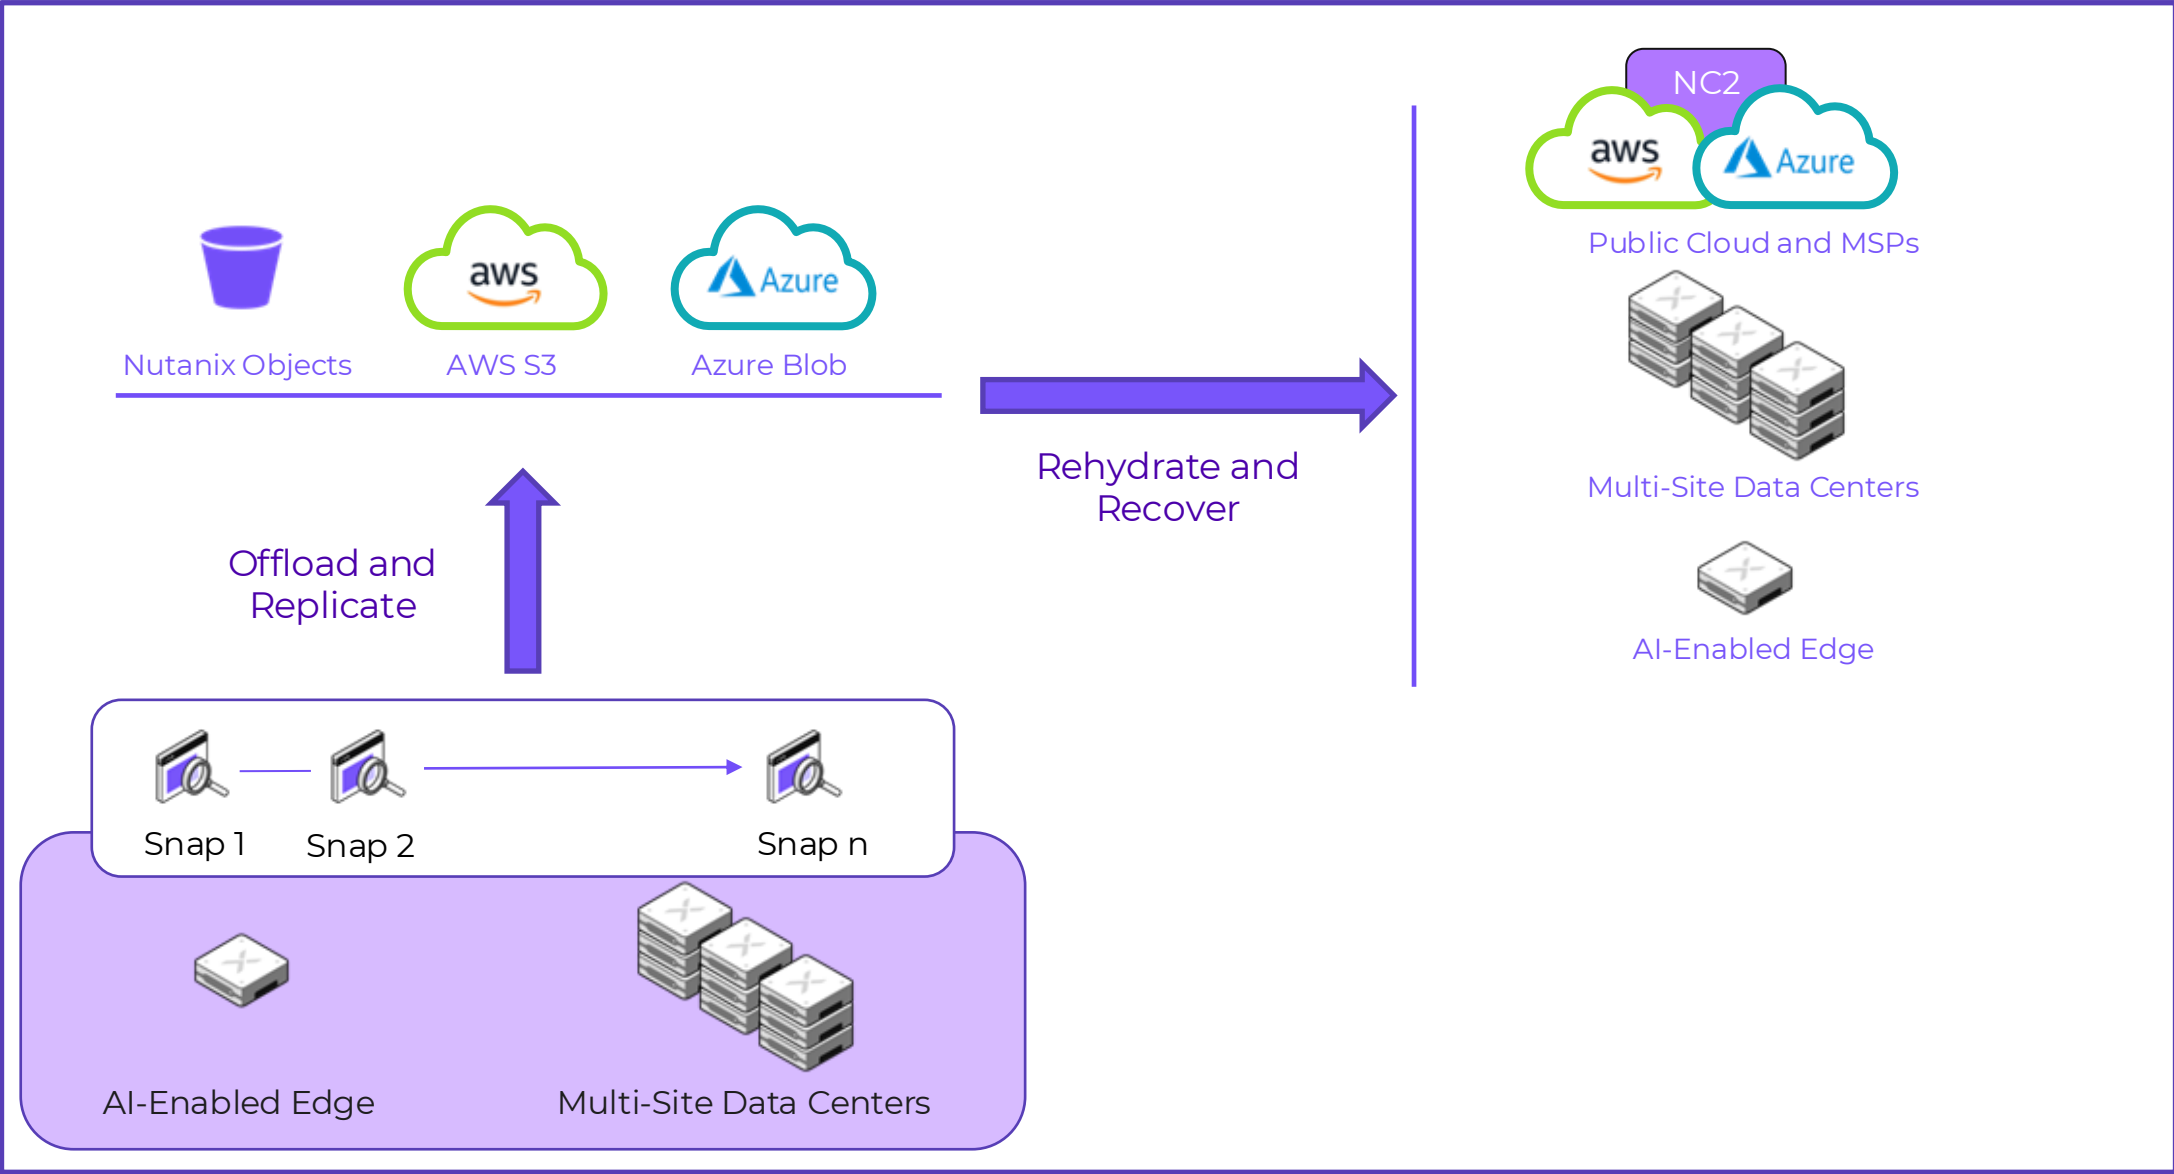 NC2
aws
Azure
Public Cloud and MSPs
aws
Azure
Nutanix Objects
AWS S3
Azure Blob
Rehydrate and
Recover
Multi-Site Data Centers
AI-Enabled Edge
Offload and
Replicate
Snap 1
Snap 2
Snap n
AI-Enabled Edge
Multi-Site Data Centers